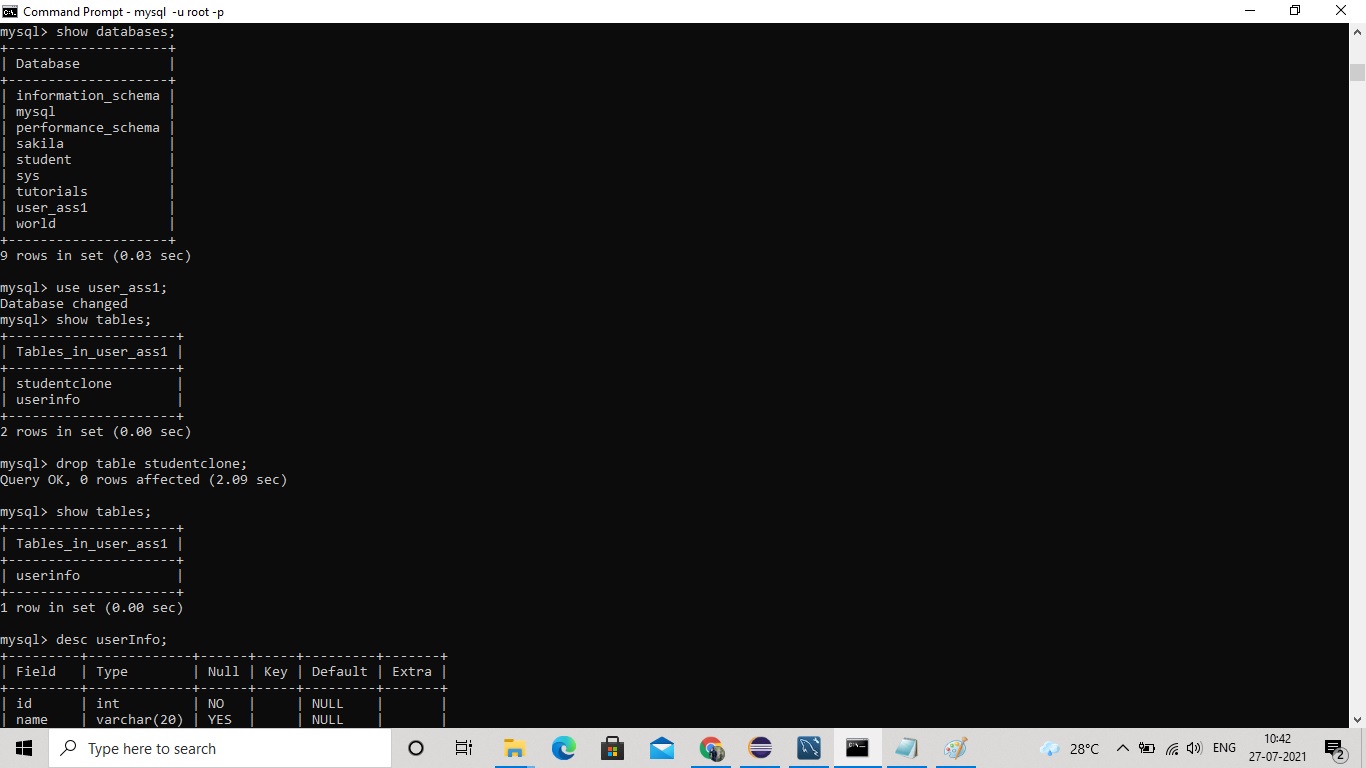 Command Prompt - mysql  -u root -p
mysql> show databases;
+--------------------+
| Database           |
+--------------------+
| information_schema |
| mysql              |
| performance_schema |
| sakila             |
| student            |
| sys                |
| tutorials          |
| user_ass1          |
| world              |
+--------------------+
9 rows in set (0.03 sec)
mysql> use user_ass1;
Database changed
mysql> show tables;
+---------------------+
| Tables_in_user_ass1 |
+---------------------+
| studentclone        |
| userinfo            |
+---------------------+
2 rows in set (0.00 sec)
mysql> drop table studentclone;
Query OK, 0 rows affected (2.09 sec)
mysql> show tables;
+---------------------+
| Tables_in_user_ass1 |
+---------------------+
| userinfo            |
+---------------------+
1 row in set (0.00 sec)
mysql> desc userInfo;
+---------+-------------+------+-----+---------+-------+
| Field   | Type        | Null | Key | Default | Extra |
+---------+-------------+------+-----+---------+-------+
| id      | int         | NO   |     | NULL    |       |
| name    | varchar(20) | YES  |     | NULL    |       |
Type here to search
28°C
ENG
10:42
27-07-2021
2